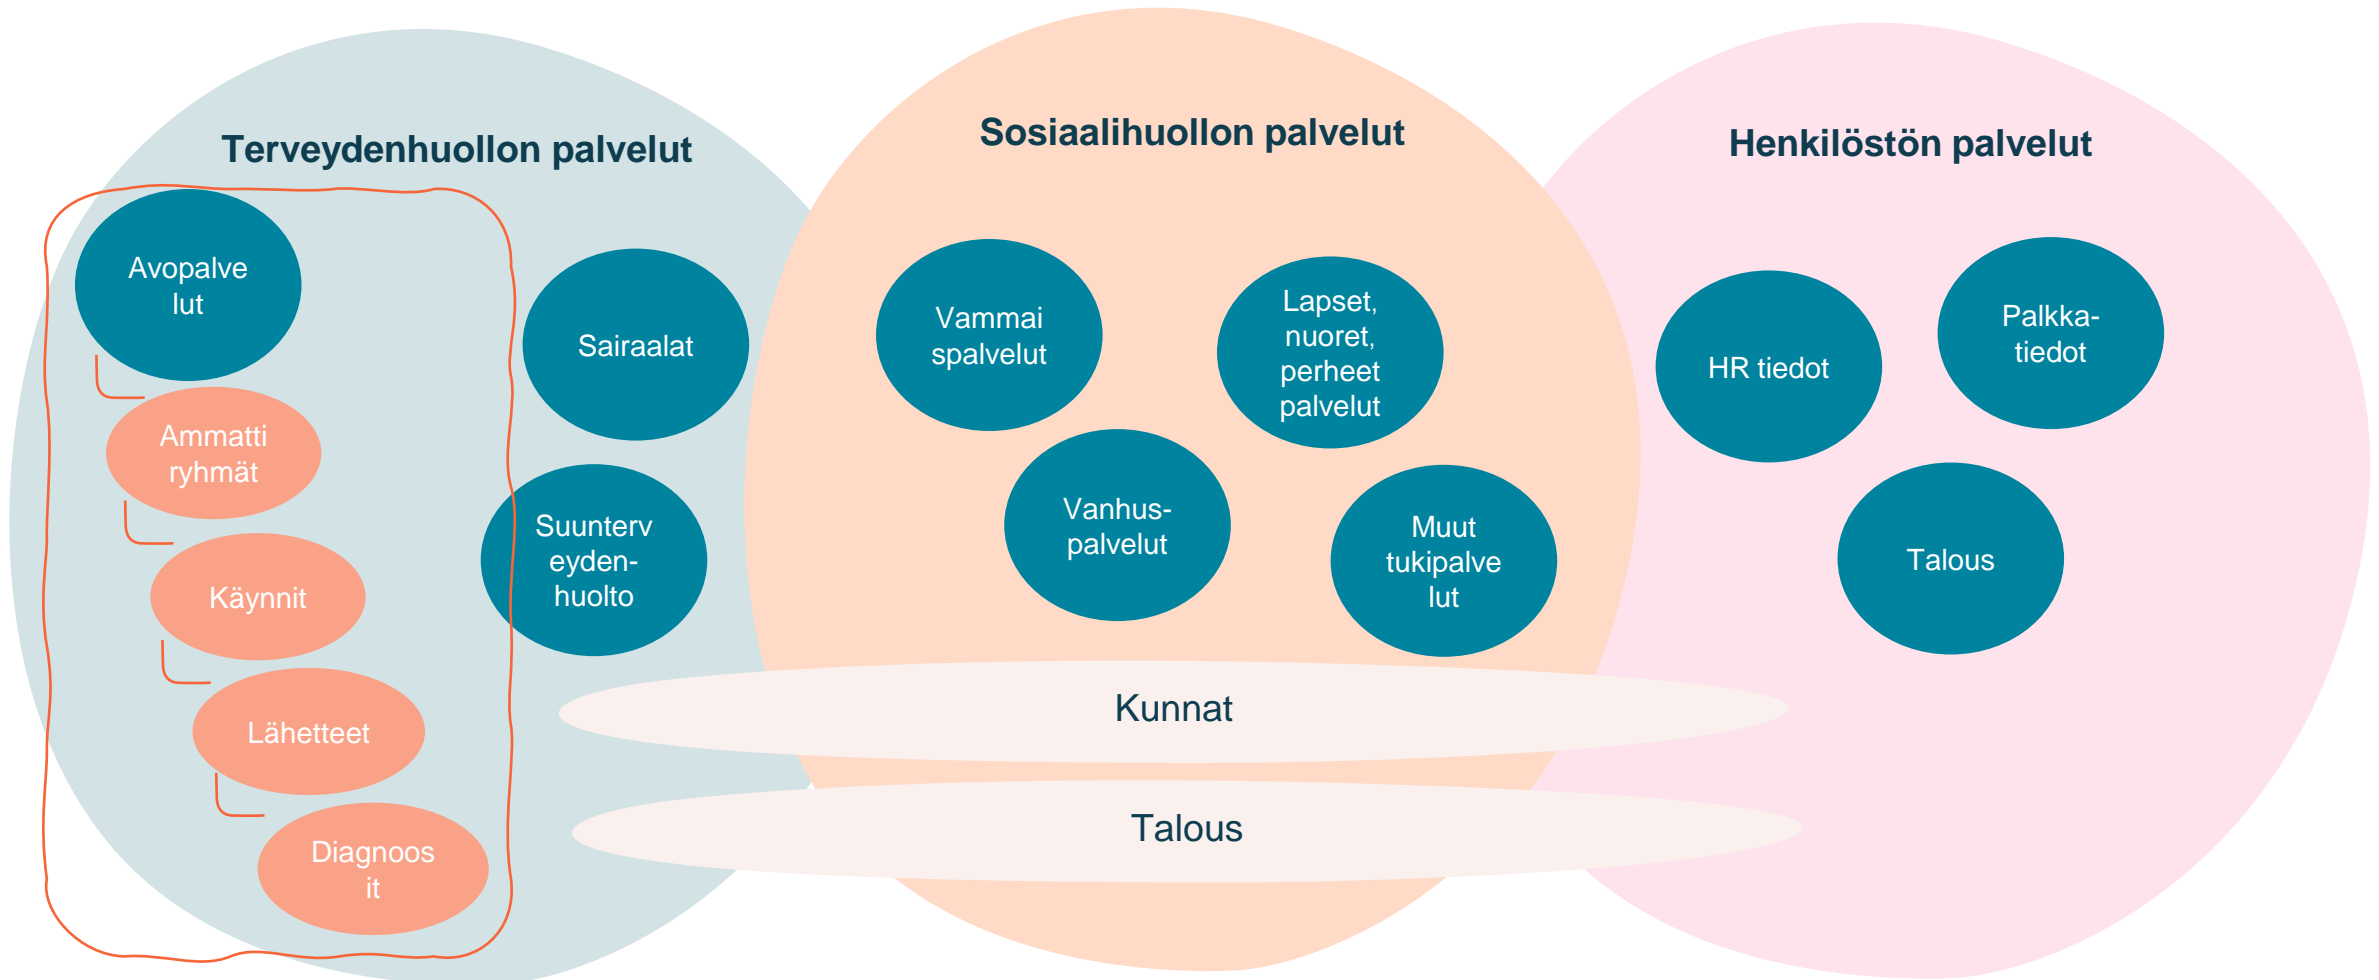 Terveydenhuollon palvelut
Avopalve
lut
Ammatti
ryhmät
Käynnit
Lähetteet
Diagnoos
it
Sairaalat
Suunterv
eyden-
huolto
Sosiaalihuollon palvelut
Vammai
spalvelut
Lapset,
nuoret,
perheet
palvelut
Vanhus-
palvelut
Muut
tukipalve
lut
Henkilöstön palvelut
HR tiedot
Palkka-
tiedot
Talous
Kunnat
Talous